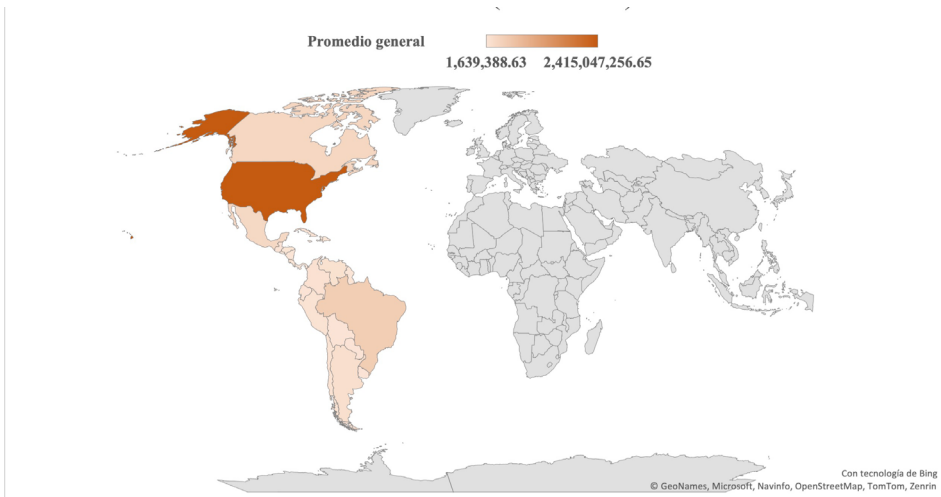 Promedio general
1,639,388.63 2,415,047,256.65
Con tecnología de Bing
© GeoNames, Microsoft, Navinfo, OpenStreetMap, TomTom, Zenrin